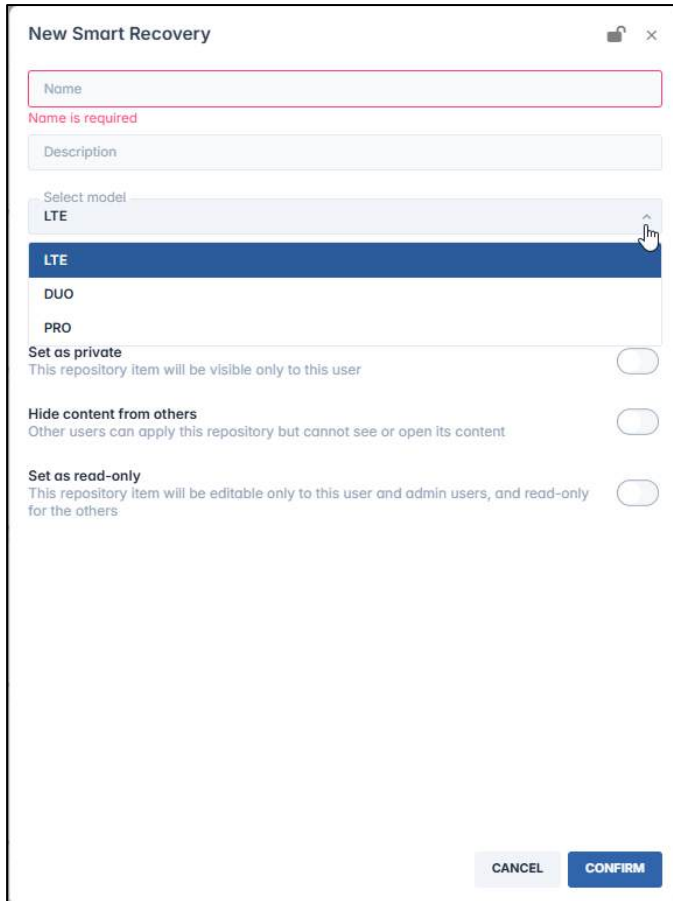 New Smart Recovery
Name
Name is required
Description
Select model
LTE
LTE
DUO
PRO
Set as private
This repository item will be visible only to this user
Hide content from others
Other users can apply this repository but cannot see or open its content
Set as read-only
This repository item will be editable only to this user and admin users, and read-only
for the others
CANCEL
CONFIRM